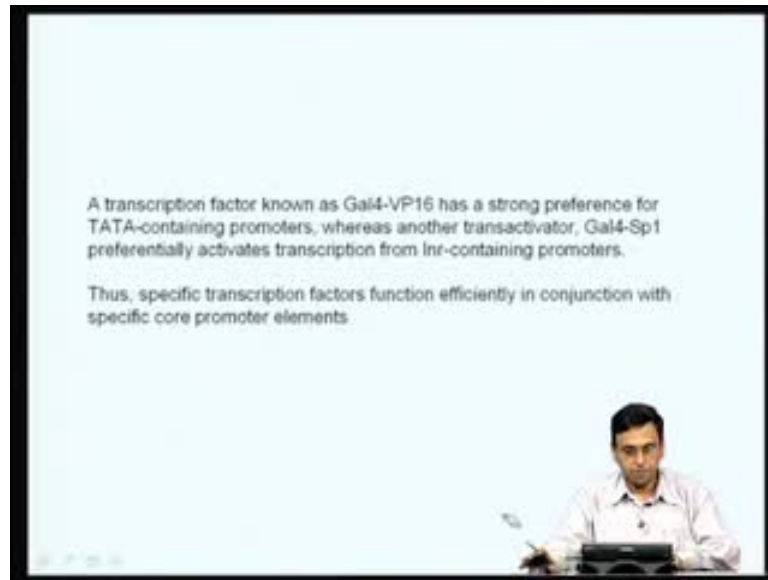 A transcription factor known as Gal4-VP16 has a strong preference for
TATA-containing promoters, whereas another transactivator, Gal4-Sp1
preferentially activates transcription from Inr-containing promoters.
Thus, specific transcription factors function efficiently in conjunction with
specific core promoter elements